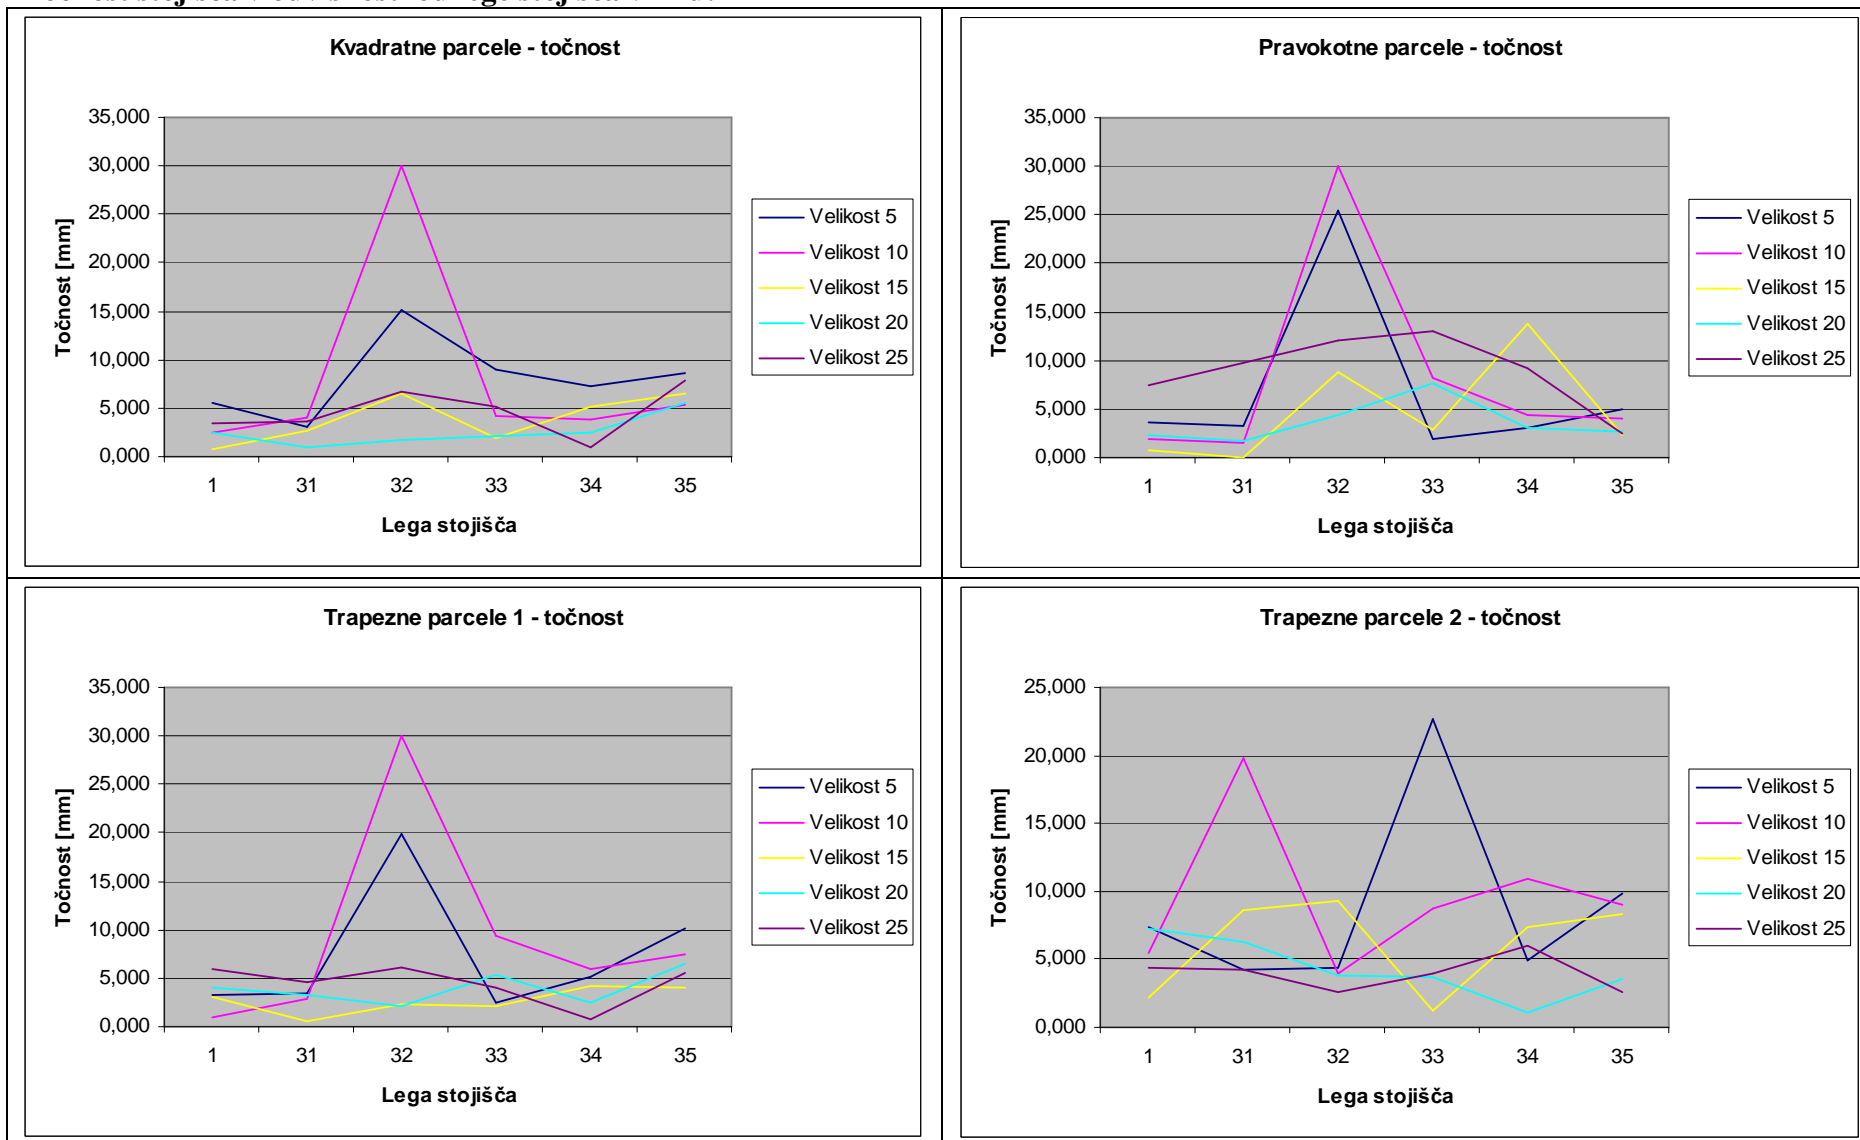 Kvadratne parcele - točnost
35,000
30,000
25,000
20,000
15,000
10,000
5,000
0,000
Točnost [mm]
1 31 32 33 34 35
Lega stojišča
Velikost 5
Velikost 10
Velikost 15
Velikost 20
Velikost 25
Pravokotne parcele - točnost
35,000
30,000
25,000
20,000
15,000
10,000
5,000
0,000
Točnost [mm]
1 31 32 33 34 35
Lega stojišča
Velikost 5
Velikost 10
Velikost 15
Velikost 20
Velikost 25
Trapezne parcele 1 - točnost
35,000
30,000
25,000
20,000
15,000
10,000
5,000
0,000
Točnost [mm]
1 31 32 33 34 35
Lega stojišča
Velikost 5
Velikost 10
Velikost 15
Velikost 20
Velikost 25
Trapezne parcele 2 - točnost
25,000
20,000
15,000
10,000
5,000
0,000
Točnost [mm]
1 31 32 33 34 35
Lega stojišča
Velikost 5
Velikost 10
Velikost 15
Velikost 20
Velikost 25